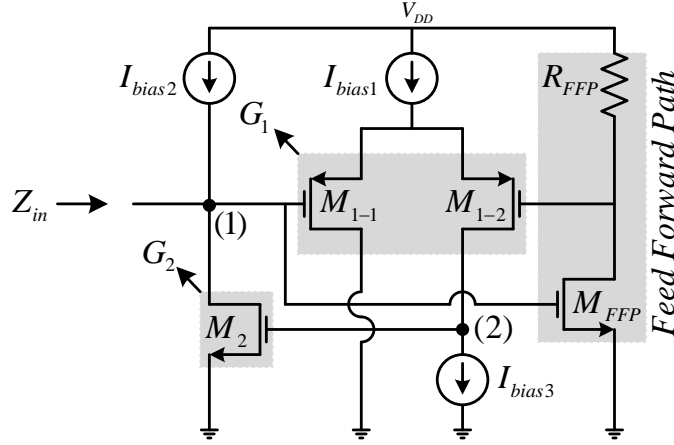 V_DD
I_bias2
I_bias1
R_FFP
G_1
Z_in
M_1-1
M_1-2
(1)
G_2
M_2
M_FFP
(2)
I_bias3
Feed Forward Path